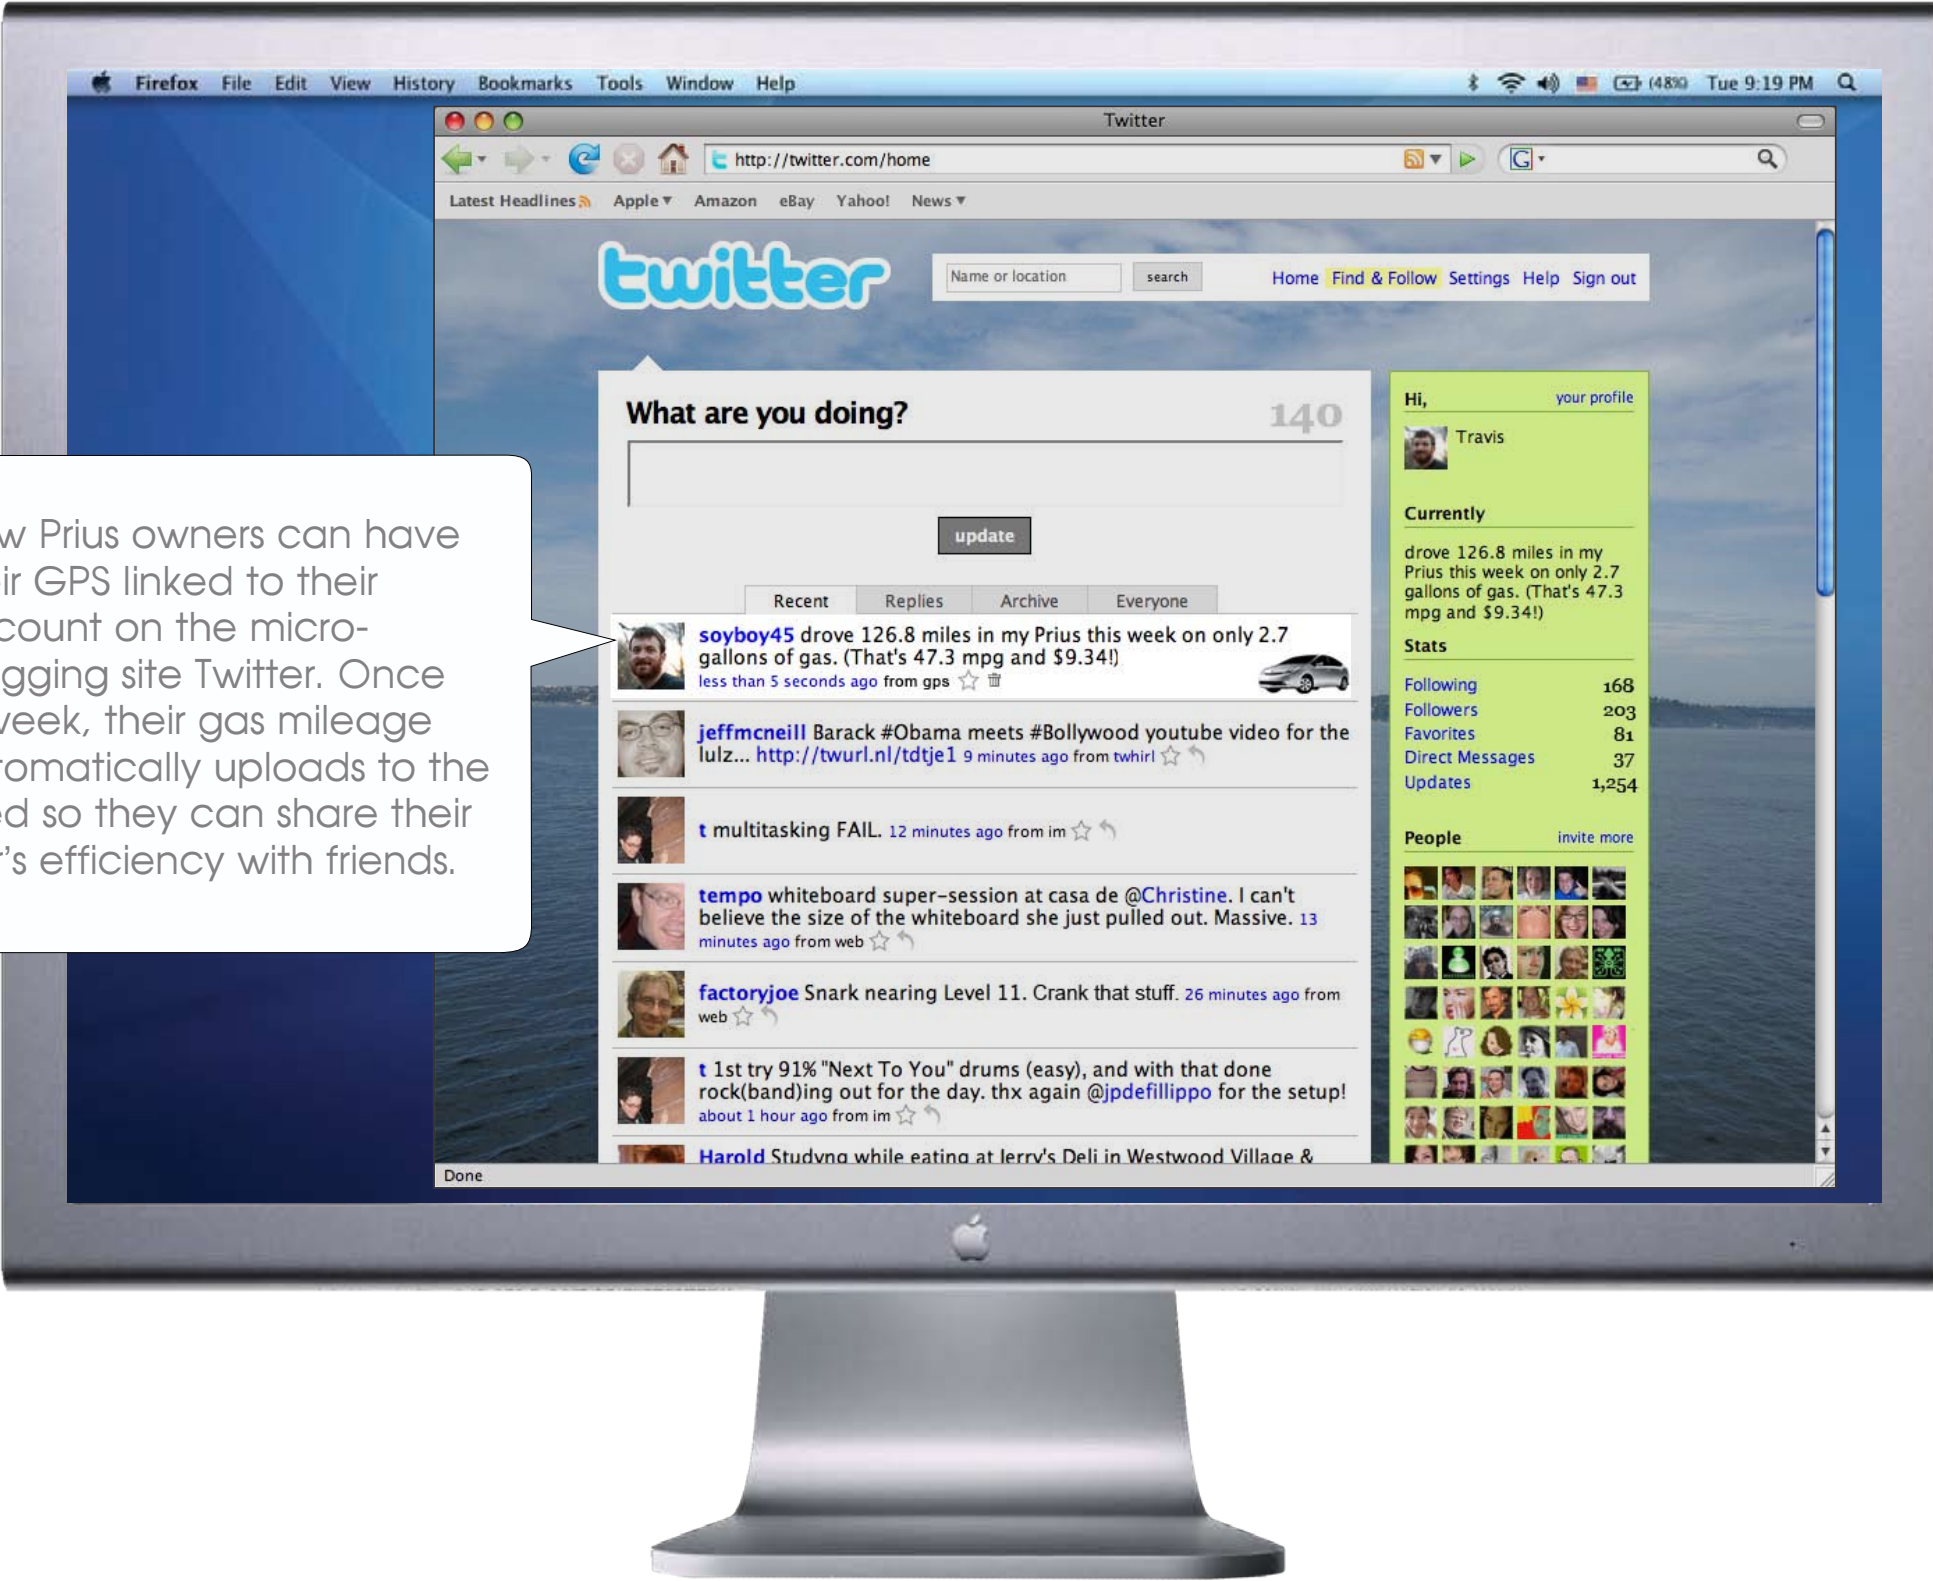 Firefox File Edit View History Bookmarks Tools Window Help (48%) Tue 9:19 PM
Twitter
http://twitter.com/home
Latest Headlines Apple Amazon eBay Yahoo! News
twitter
Name or location search Home Find & Follow Settings Help Sign out
What are you doing? 140
update
Recent Replies Archive Everyone
soyboy45 drove 126.8 miles in my Prius this week on only 2.7
gallons of gas. (That's 47.3 mpg and $9.34!)
less than 5 seconds ago from gps
jeffmcneill Barack #Obama meets #Bollywood youtube video for the
lulz... http://twurl.nl/tdtje1 9 minutes ago from twhirl
t multitasking FAIL. 12 minutes ago from im
tempo whiteboard super-session at casa de @Christine. I can't
believe the size of the whiteboard she just pulled out. Massive. 13
minutes ago from web
factoryjoe Snark nearing Level 11. Crank that stuff. 26 minutes ago from
web
t 1st try 91% "Next To You" drums (easy), and with that done
rock(band)ing out for the day. thx again @jpdefillippo for the setup!
about 1 hour ago from im
Harold Studyng while eating at Jerry's Deli in Westwood Village &
Hi, your profile
Travis
Currently
drove 126.8 miles in my
Prius this week on only 2.7
gallons of gas. (That's 47.3
mpg and $9.34!)
Stats
Following 168
Followers 203
Favorites 81
Direct Messages 37
Updates 1,254
People invite more
Done
w Prius owners can have
ir GPS linked to their
count on the micro-
gging site Twitter. Once
week, their gas mileage
tomatically uploads to the
ed so they can share their
r's efficiency with friends.